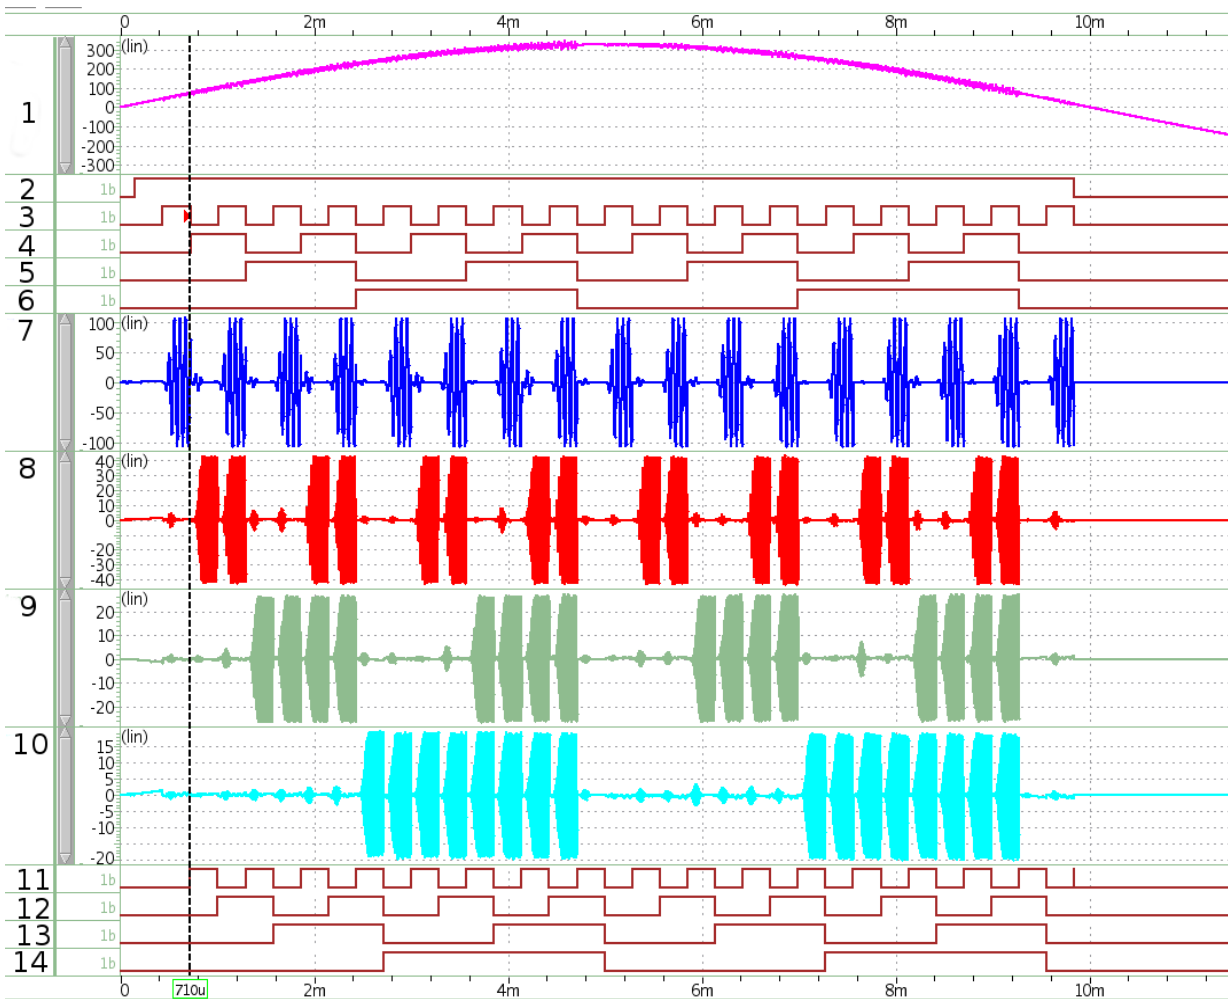 0 2m 4m 6m 8m 10m
1 (lin) 300 200 100 0 -100 -200 -300
2 1b
3 1b
4 1b
5 1b
6 1b
7 (lin) 100 50 0 -50 -100
8 (lin) 40 30 20 10 0 -20 -30 -40
9 (lin) 20 10 0 -10 -20
10 (lin) 15 10 5 0 -5 -10 -20
11 1b
12 1b
13 1b
14 1b
0 710u 2m 4m 6m 8m 10m